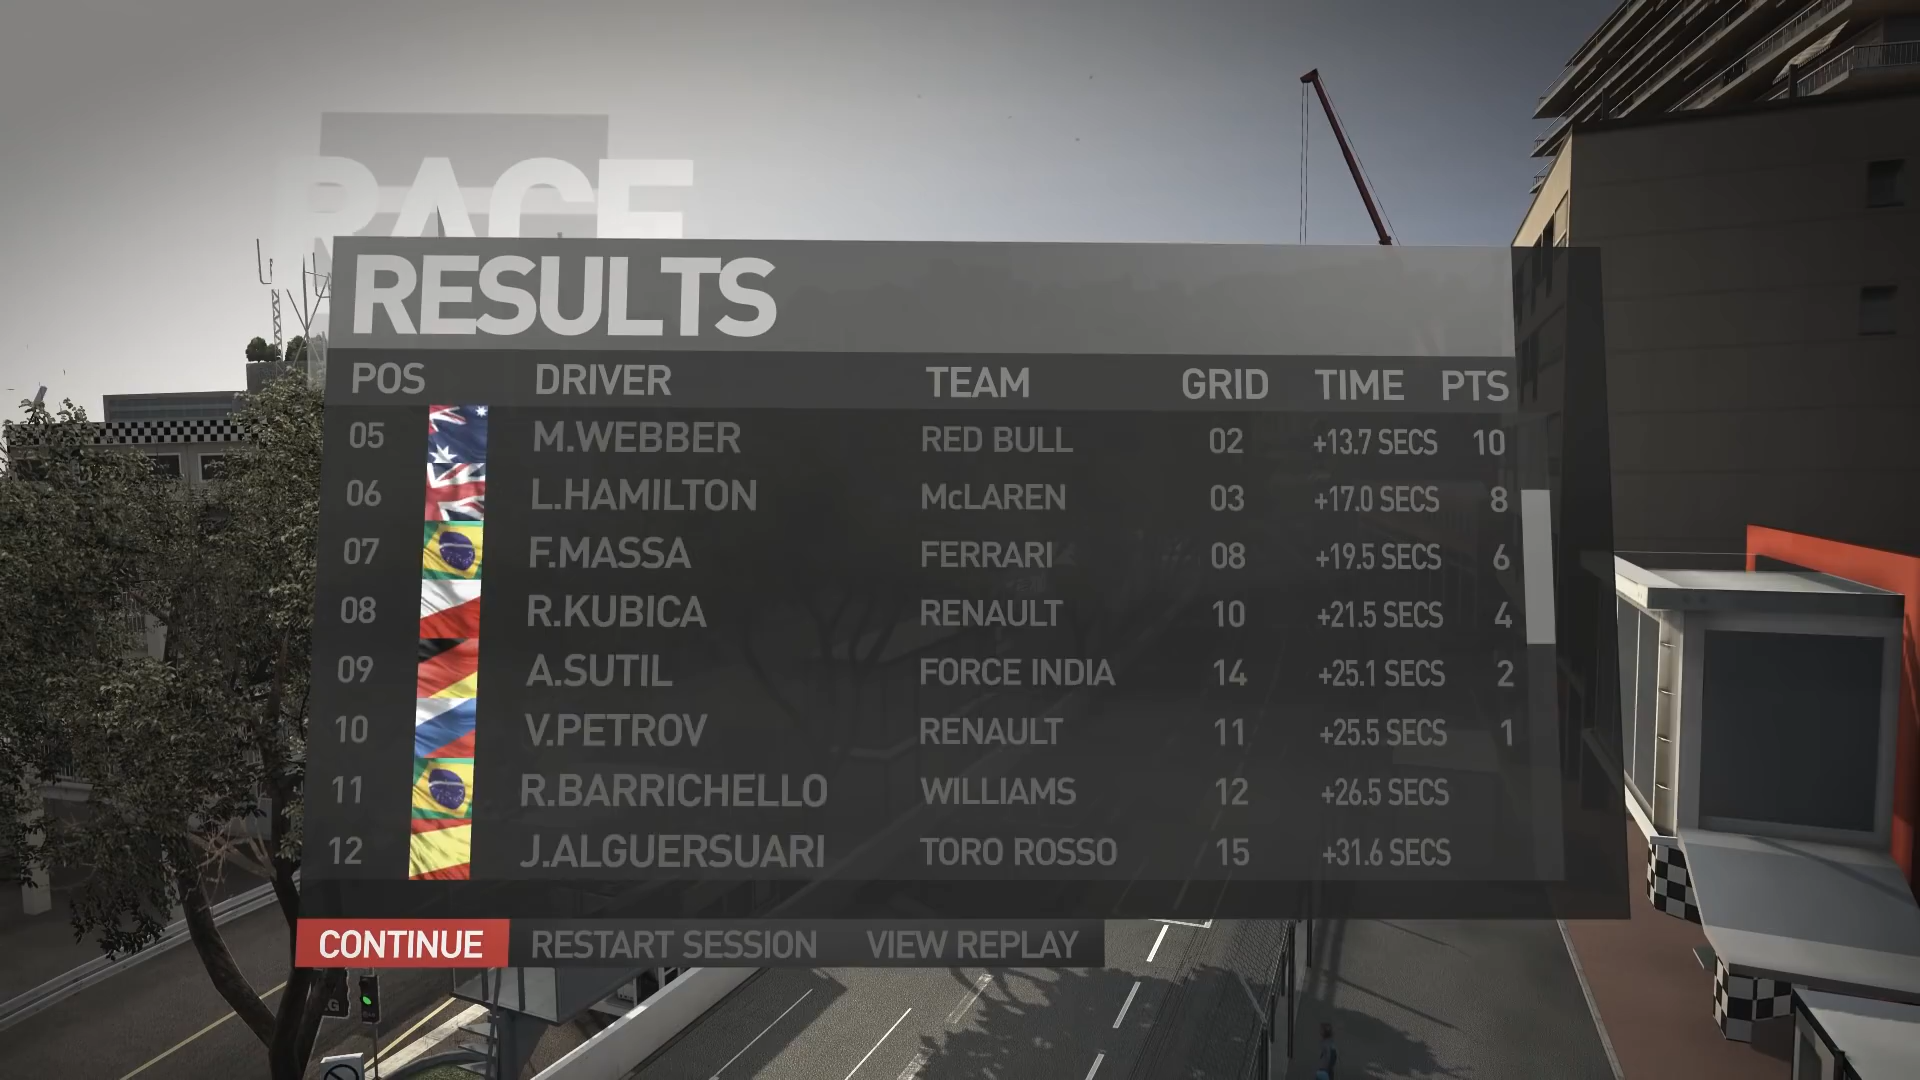 RACE
RESULTS
POS DRIVER TEAM GRID TIME PTS
05 M.WEBBER RED BULL 02 +13.7 SECS 10
06 L.HAMILTON McLAREN 03 +17.0 SECS 8
07 F.MASSA FERRARI 08 +19.5 SECS 6
08 R.KUBICA RENAULT 10 +21.5 SECS 4
09 A.SUTIL FORCE INDIA 14 +25.1 SECS 2
10 V.PETROV RENAULT 11 +25.5 SECS 1
11 R.BARRICHELLO WILLIAMS 12 +26.5 SECS
12 J.ALGUERSUARI TORO ROSSO 15 +31.6 SECS
CONTINUE RESTART SESSION VIEW REPLAY